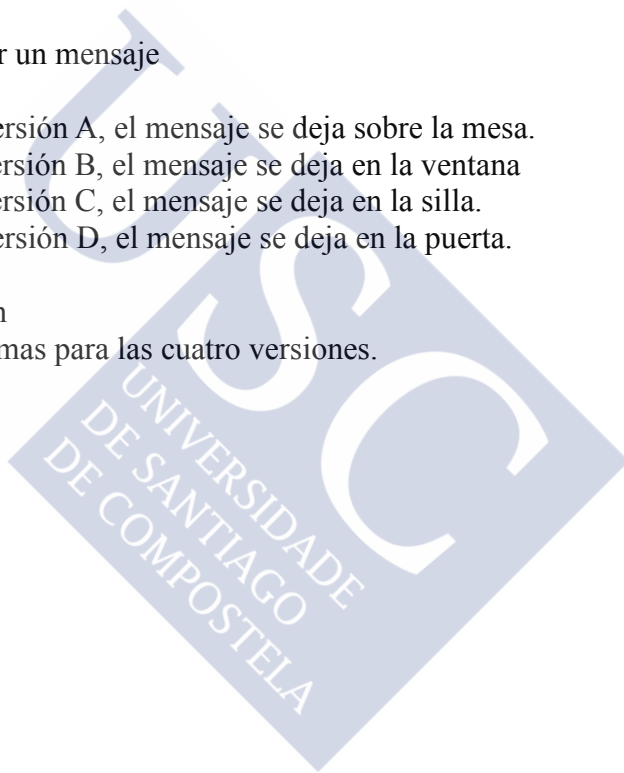 r un mensaje
ersión A, el mensaje se deja sobre la mesa.
ersión B, el mensaje se deja en la ventana
ersión C, el mensaje se deja en la silla.
ersión D, el mensaje se deja en la puerta.
n
mas para las cuatro versiones.
USC
UNIVERSIDADE
DE SANTIAGO
DE COMPOSTELA